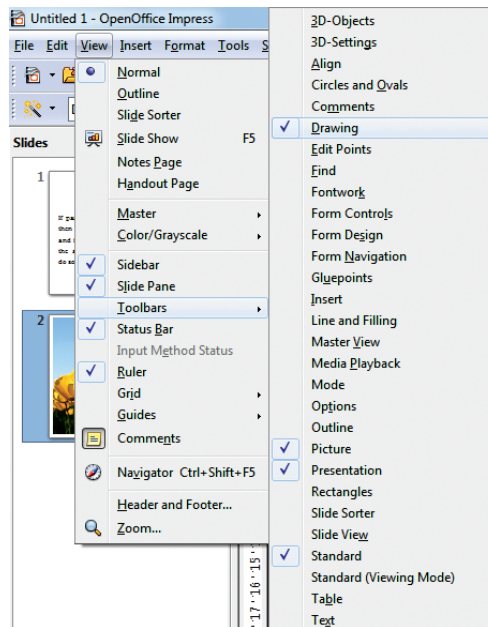 Untitled 1 - OpenOffice Impress
File Edit View Insert Format Tools
Normal
Outline
Slide Sorter
Slide Show F5
Notes Page
Handout Page
Master
Color/Grayscale
Sidebar
Slide Pane
Toolbars
Status Bar
Input Method Status
Ruler
Grid
Guides
Comments
Navigator Ctrl+Shift+F5
Header and Footer...
Zoom...
3D-Objects
3D-Settings
Align
Circles and Ovals
Comments
Drawing
Edit Points
Find
Fontwork
Form Controls
Form Design
Form Navigation
Gluepoints
Insert
Line and Filling
Master View
Media Playback
Mode
Options
Outline
Picture
Presentation
Rectangles
Slide Sorter
Slide View
Standard
Standard (Viewing Mode)
Table
Text
Slides
1
2
17 16 15